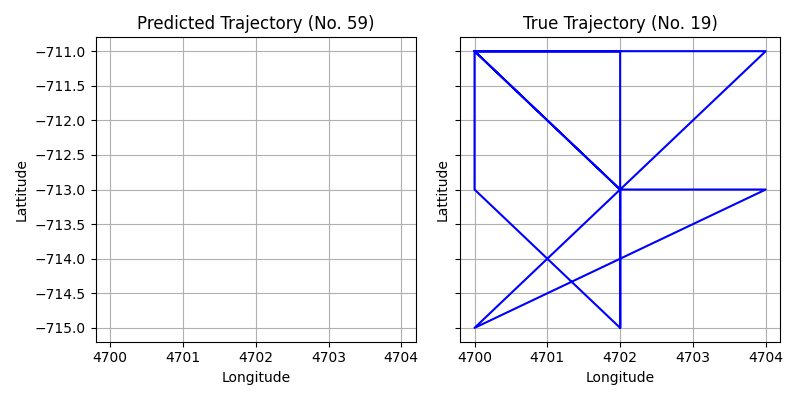 Predicted Trajectory (No. 59)
Lattitude
−711.0
−711.5
−712.0
−712.5
−713.0
−713.5
−714.0
−714.5
−715.0
4700 4701 4702 4703 4704
Longitude
True Trajectory (No. 19)
Lattitude
4700 4701 4702 4703 4704
Longitude